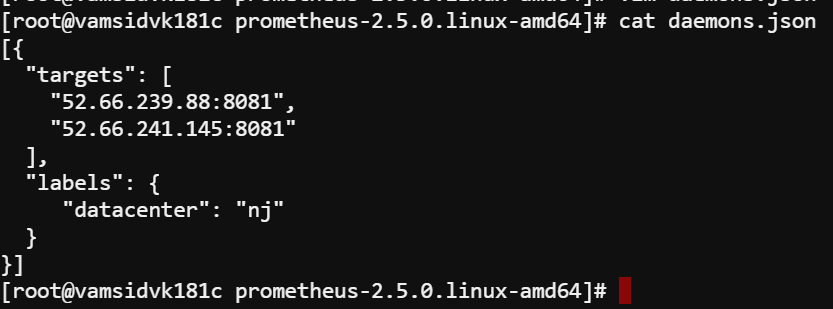 [root@vamsidvk181c prometheus-2.5.0.linux-amd64]# cat daemons.json
[{
  "targets": [
    "52.66.239.88:8081",
    "52.66.241.145:8081"
  ],
  "labels": {
     "datacenter": "nj"
  }
}]
[root@vamsidvk181c prometheus-2.5.0.linux-amd64]#